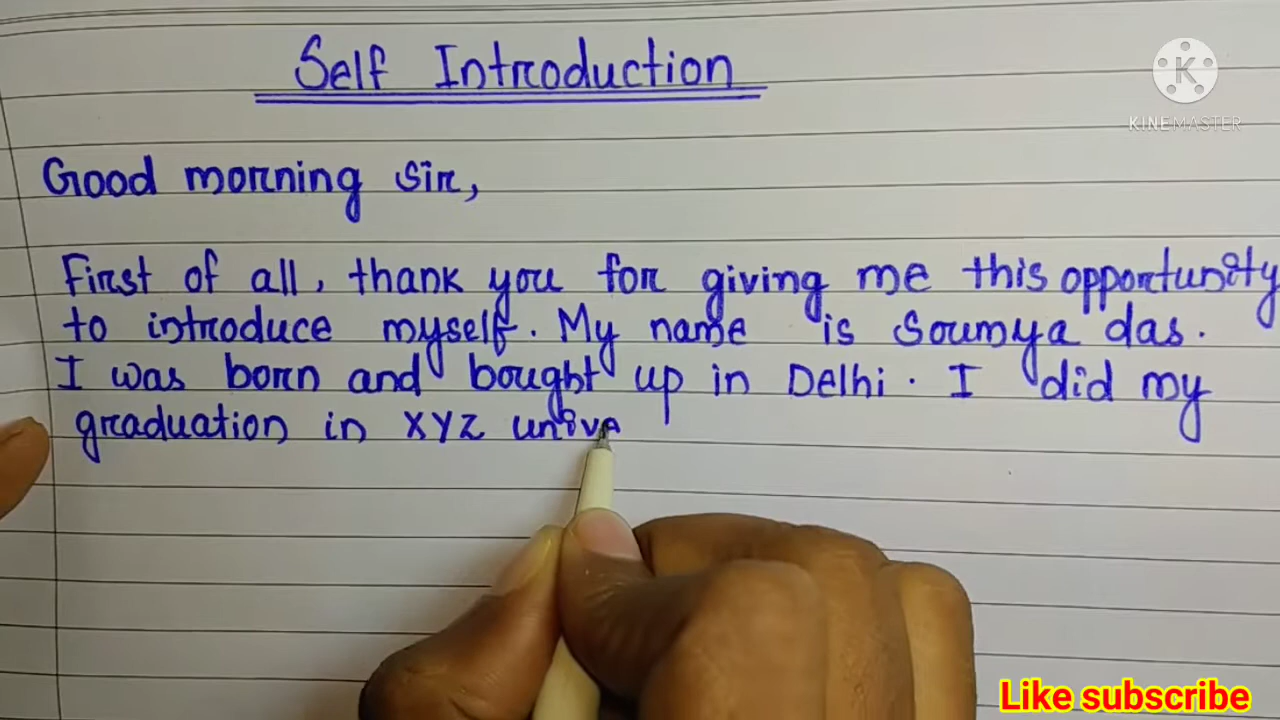 Self Introduction
K
KINEMASTER
Good morning Sir,
First of all, thank you for giving me this opportunity
to introduce myself. My name is Soumya das.
I was born and bought up in Delhi. I did my
graduation in XYZ unive
Like subscribe